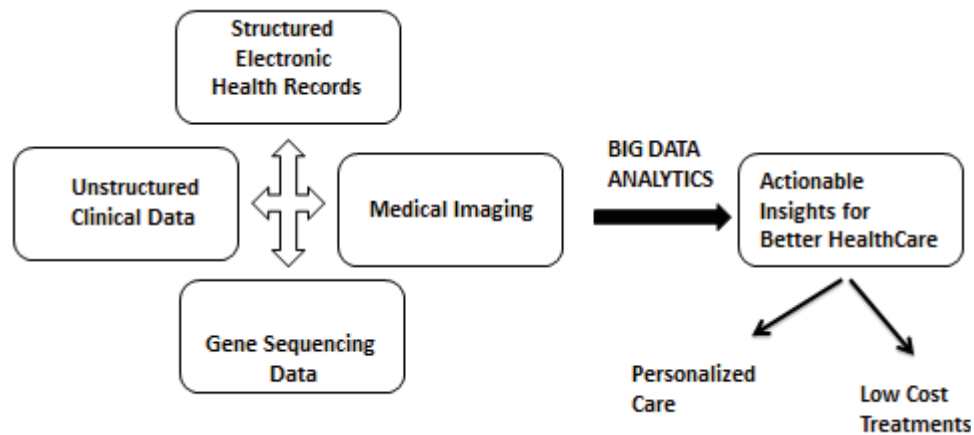 Structured
Electronic
Health Records
Unstructured
Clinical Data
Medical Imaging
Gene Sequencing
Data
BIG DATA
ANALYTICS
Actionable
Insights for
Better HealthCare
Personalized
Care
Low Cost
Treatments